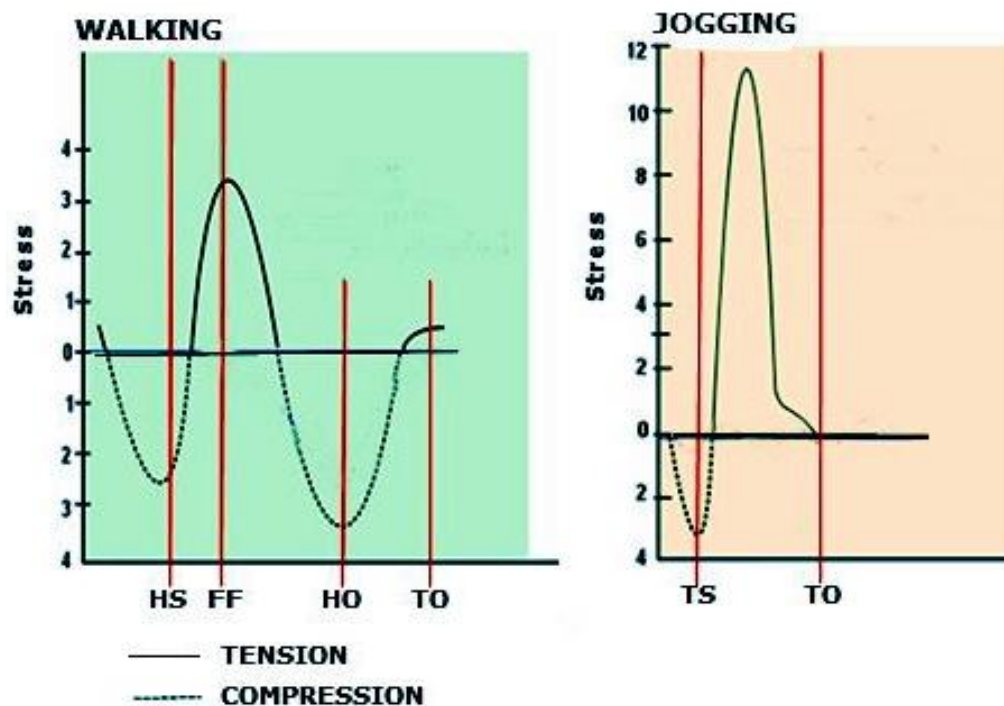 WALKING
Stress
4
3
2
1
0
1
2
3
4
HS FF HO TO
JOGGING
Stress
12
10
8
6
4
2
0
2
4
TS TO
TENSION
COMPRESSION